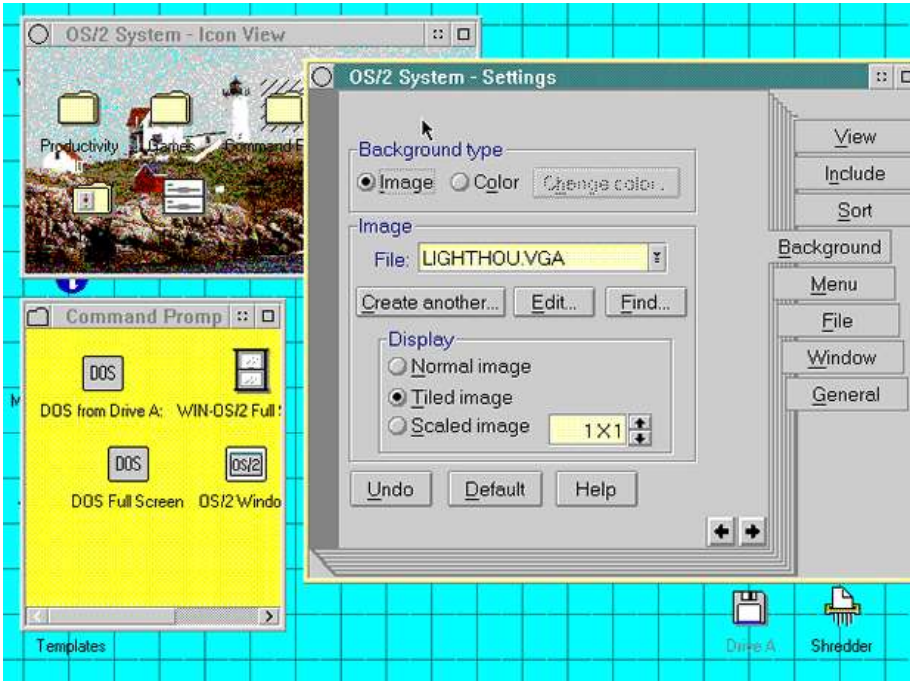 OS/2 System - Icon View
Productivity
Games
Command
OS/2 System - Settings
Background type
Image
Color
Change color..
Image
File:
LIGHTHOU.VGA
Create another...
Edit...
Find...
Display
Normal image
Tiled image
Scaled image
1X1
Undo
Default
Help
View
Include
Sort
Background
Menu
File
Window
General
Command Promp
DOS
DOS from Drive A:
WIN-OS/2 Full
DOS
DOS Full Screen
OS/2
OS/2 Windo
Templates
Drive A
Shredder